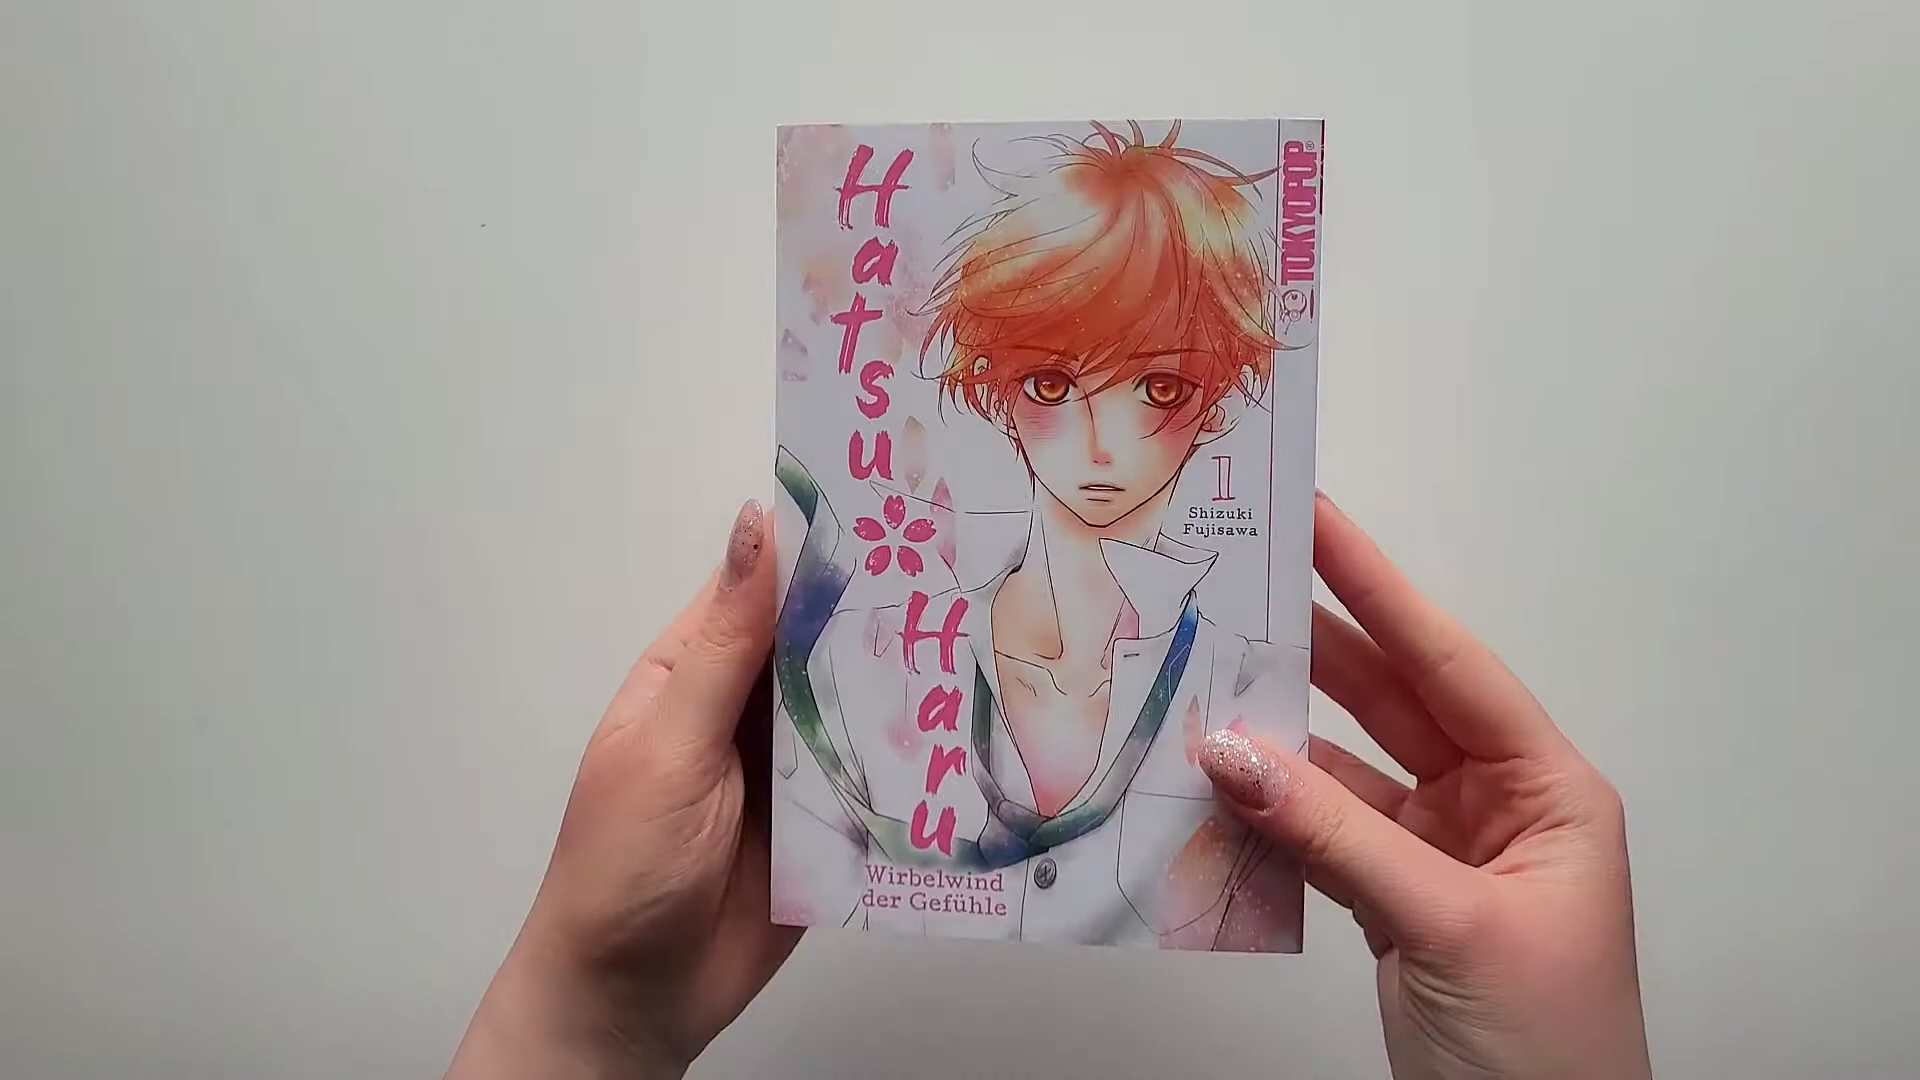 Hatsu
Haru
Wirbelwind
der Gefühle
1
Shizuki
Fujisawa
TOKYOPOP®